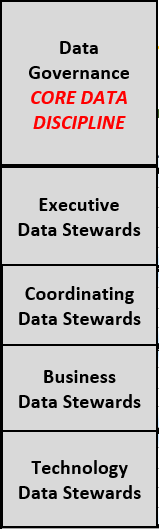 Data
Governance
CORE DATA
DISCIPLINE
Executive
Data Stewards
Coordinating
Data Stewards
Business
Data Stewards
Technology
Data Stewards